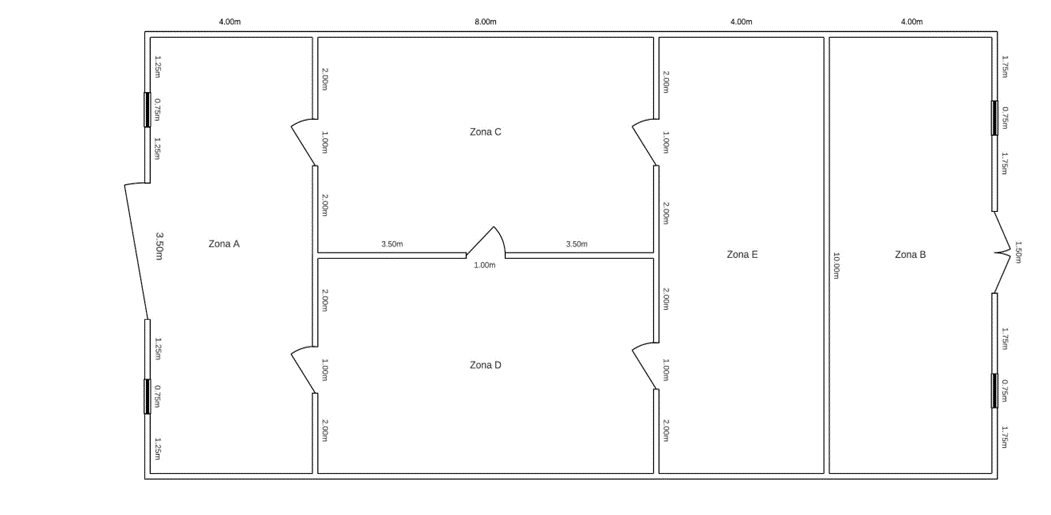 4.00m
8.00m
4.00m
4.00m
1.25m
0.75m
1.25m
3.50m
1.25m
0.75m
1.25m
Zona A
2.00m
1.00m
2.00m
2.00m
1.00m
2.00m
Zona C
3.50m
1.00m
3.50m
Zona D
2.00m
1.00m
2.00m
2.00m
1.00m
2.00m
Zona E
10.00m
Zona B
1.75m
0.75m
1.75m
1.50m
1.75m
0.75m
1.75m